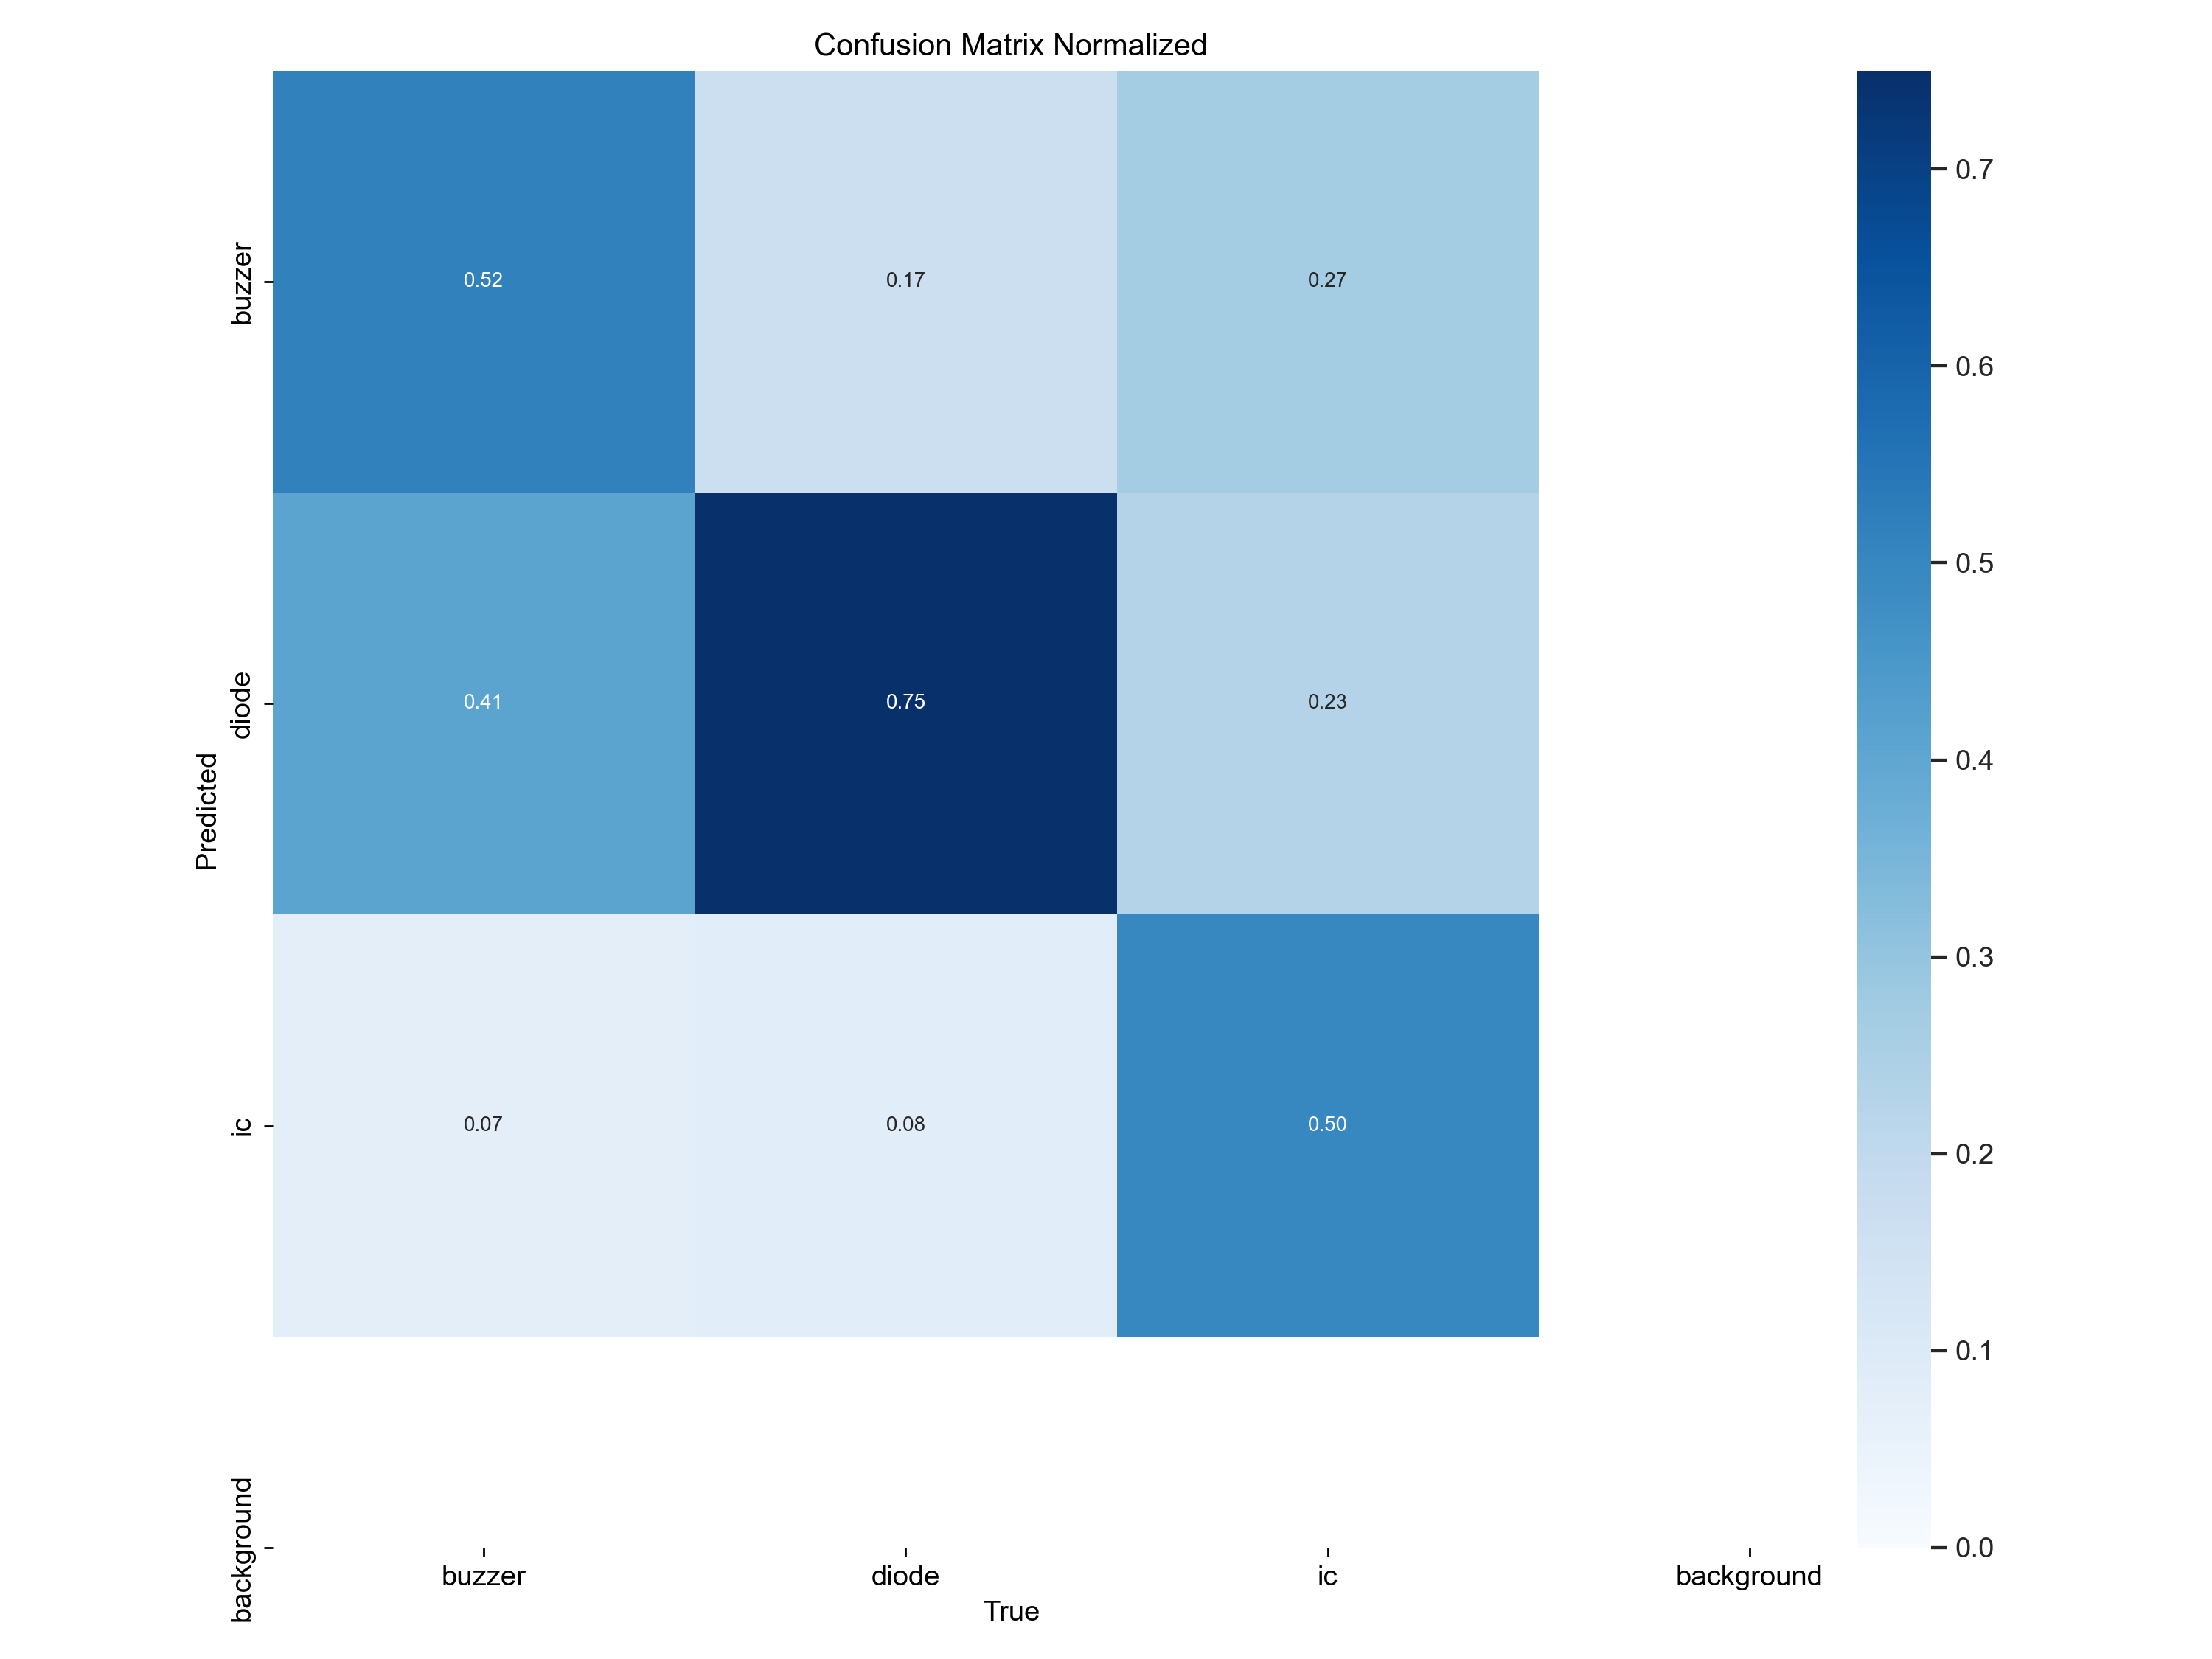 Confusion Matrix Normalized
buzzer
0.52
0.17
0.27
diode
0.41
0.75
0.23
ic
0.07
0.08
0.50
background
Predicted
buzzer
diode
ic
background
True
0.7
0.6
0.5
0.4
0.3
0.2
0.1
0.0